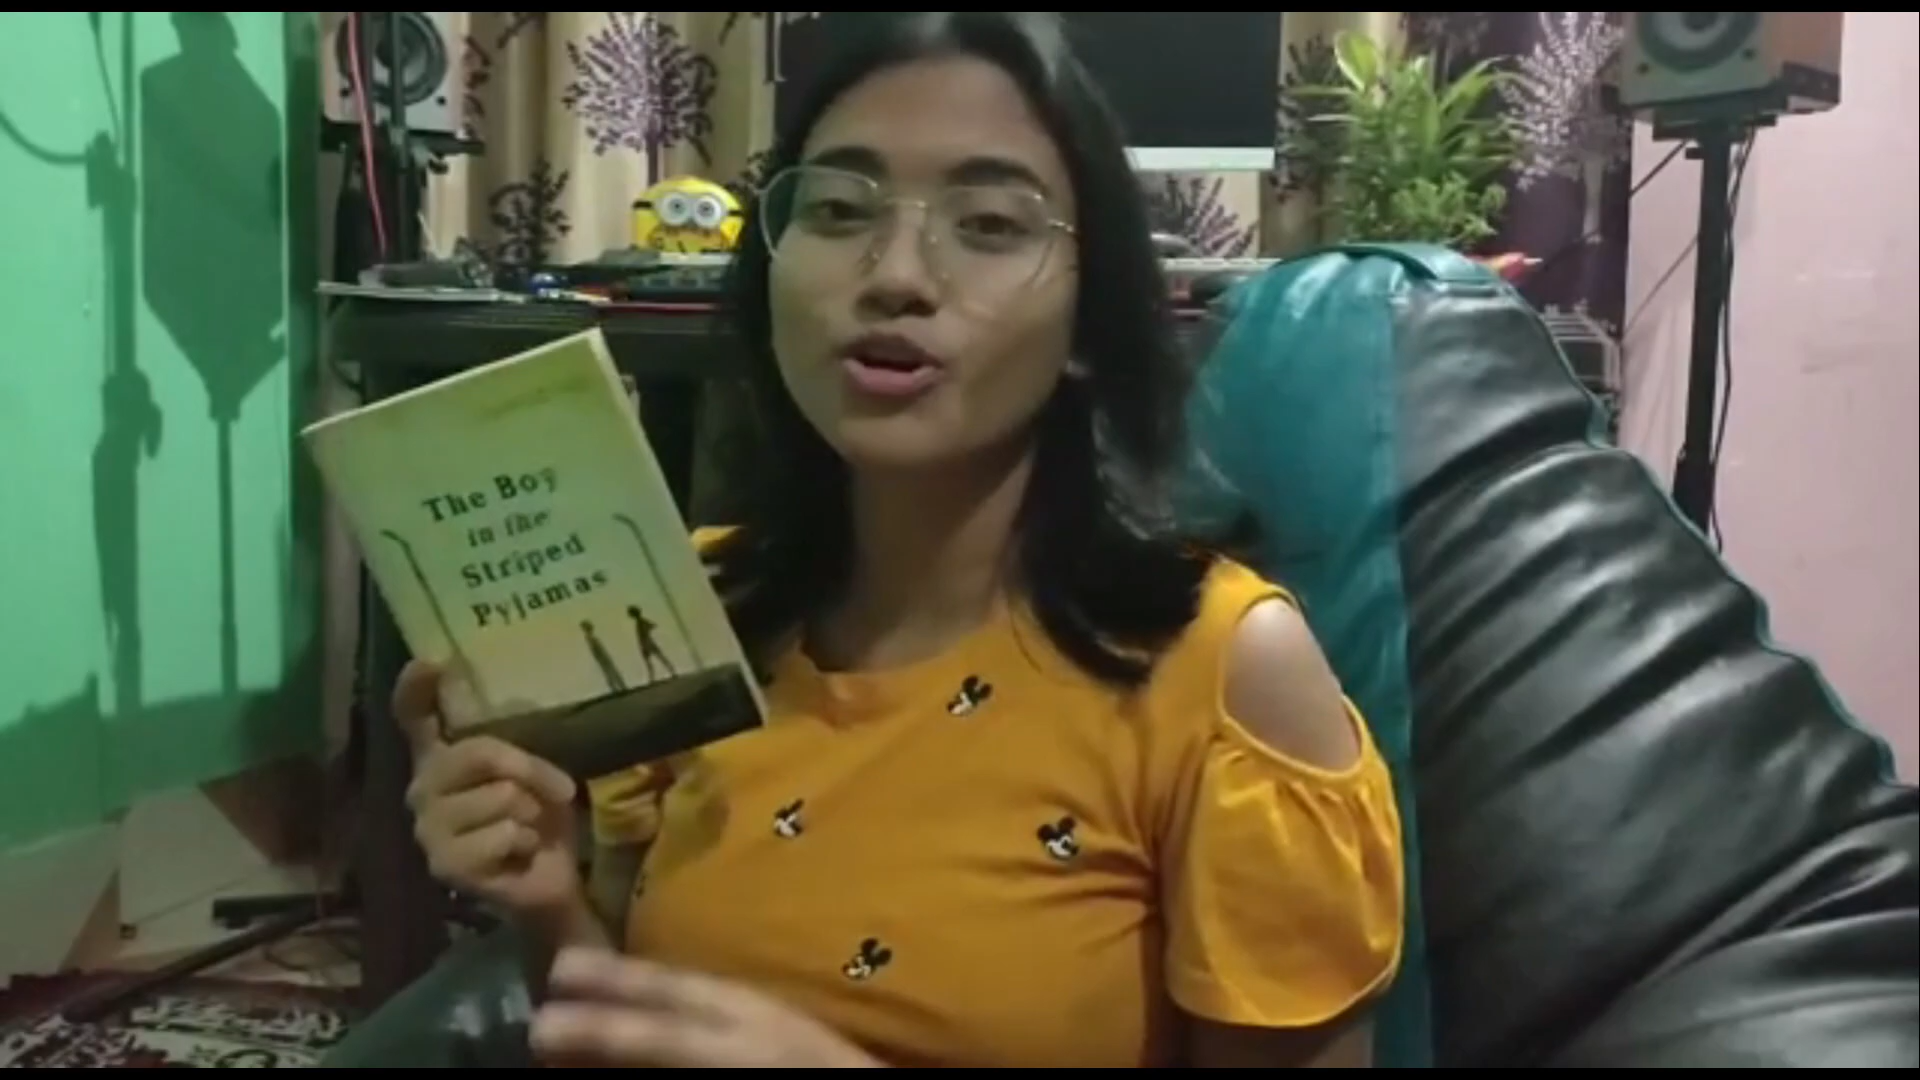 The Boy
in the
Striped
Pyjamas